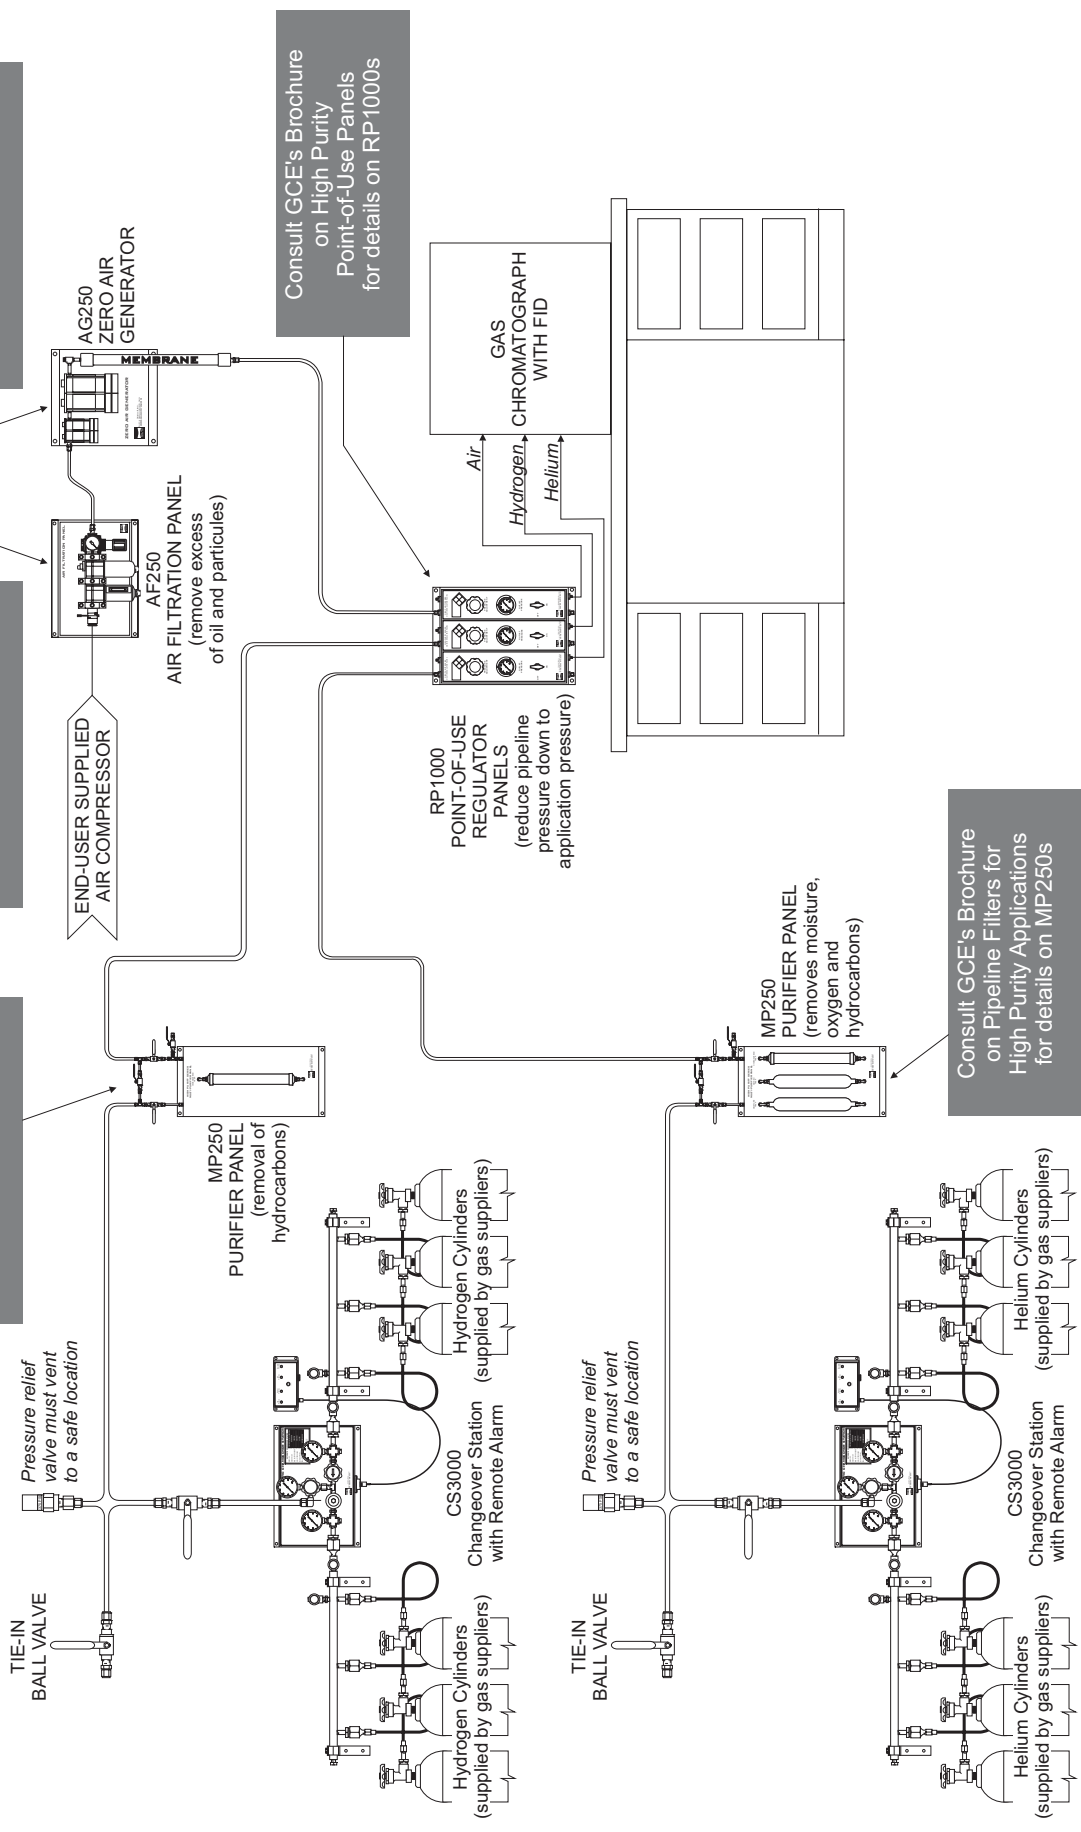 TIE-IN
BALL VALVE
Pressure relief
valve must vent
to a safe location
Hydrogen Cylinders
(supplied by gas suppliers)
CS3000
Changeover Station
with Remote Alarm
Hydrogen Cylinders
(supplied by gas suppliers)
MP250
PURIFIER PANEL
(removal of
hydrocarbons)
END-USER SUPPLIED
AIR COMPRESSOR
AIR FILTRATION PANEL
AF250
AIR FILTRATION PANEL
(remove excess
of oil and particules)
ZERO AIR GENERATOR
MEMBRANE
AG250
ZERO AIR
GENERATOR
Consult GCE's Brochure
on High Purity
Point-of-Use Panels
for details on RP1000s
RP1000
POINT-OF-USE
REGULATOR
PANELS
(reduce pipeline
pressure down to
application pressure)
Air
Hydrogen
Helium
GAS
CHROMATOGRAPH
WITH FID
TIE-IN
BALL VALVE
Pressure relief
valve must vent
to a safe location
Helium Cylinders
(supplied by gas suppliers)
CS3000
Changeover Station
with Remote Alarm
Helium Cylinders
(supplied by gas suppliers)
MP250
PURIFIER PANEL
(removes moisture,
oxygen and
hydrocarbons)
Consult GCE's Brochure
on Pipeline Filters for
High Purity Applications
for details on MP250s